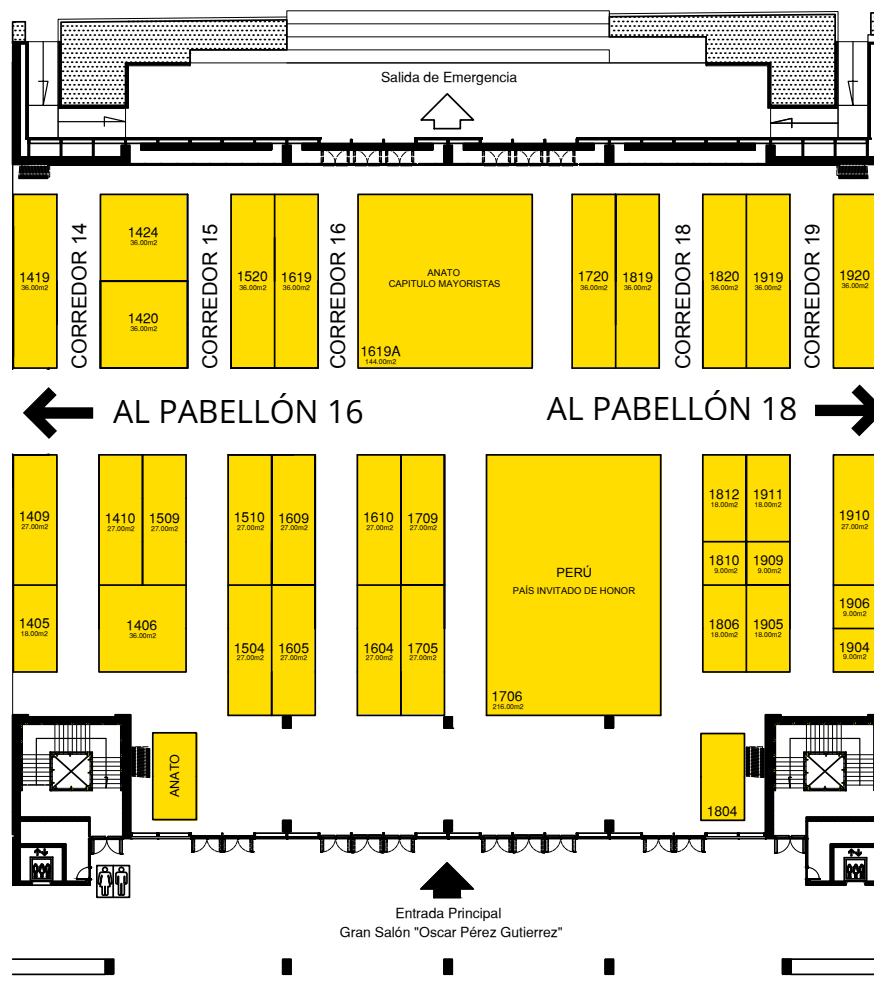 Salida de Emergencia
CORREDOR 14
CORREDOR 15
CORREDOR 16
CORREDOR 18
CORREDOR 19
1419
36.00m2
1424
36.00m2
1420
36.00m2
1520
36.00m2
1619
36.00m2
ANATO
CAPITULO MAYORISTAS
1619A
144.00m2
1720
36.00m2
1819
36.00m2
1820
36.00m2
1919
36.00m2
1920
36.00m2
AL PABELLÓN 16
AL PABELLÓN 18
1409
27.00m2
1410
27.00m2
1509
27.00m2
1510
27.00m2
1609
27.00m2
1610
27.00m2
1709
27.00m2
PERÚ
PAÍS INVITADO DE HONOR
1706
216.00m2
1812
18.00m2
1911
18.00m2
1910
27.00m2
1810
9.00m2
1909
9.00m2
1405
18.00m2
1406
36.00m2
1504
27.00m2
1605
27.00m2
1604
27.00m2
1705
27.00m2
1806
18.00m2
1905
18.00m2
1906
9.00m2
1904
9.00m2
ANATO
1804
Entrada Principal
Gran Salón "Oscar Pérez Gutierrez"